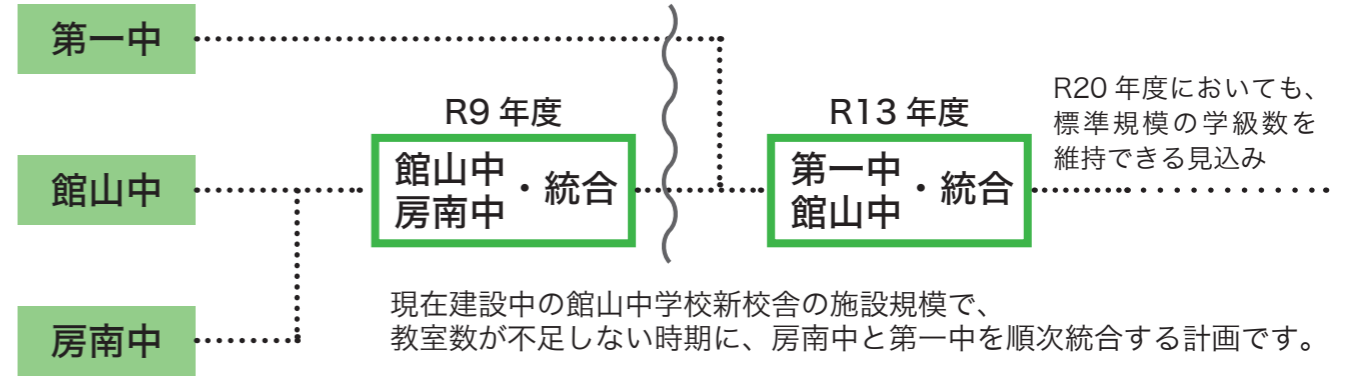 第一中
館山中
房南中
R9 年度
館山中
房南中
・統合
R13 年度
第一中
館山中
・統合
R20 年度においても、
標準規模の学級数を
維持できる見込み
現在建設中の館山中学校新校舎の施設規模で、
教室数が不足しない時期に、房南中と第一中を順次統合する計画です。